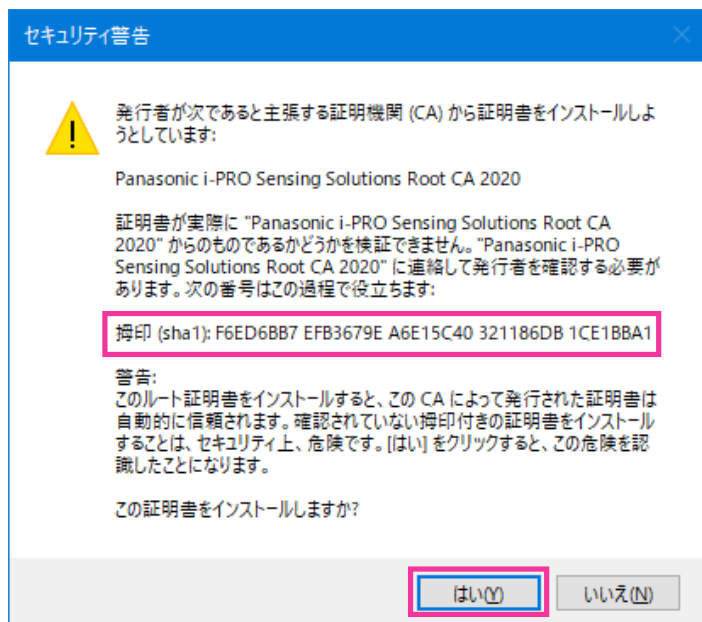 セキュリティ警告
発行者が次であると主張する証明機関 (CA) から証明書をインストールしよ
うとしています:
Panasonic i-PRO Sensing Solutions Root CA 2020
証明書が実際に "Panasonic i-PRO Sensing Solutions Root CA
2020" からのものであるかどうかを検証できません。"Panasonic i-PRO
Sensing Solutions Root CA 2020" に連絡して発行者を確認する必要が
あります。次の番号はこの過程で役立ちます:
拇印 (sha1): F6ED6BB7 EFB3679E A6E15C40 321186DB 1CE1BBA1
警告:
このルート証明書をインストールすると、この CA によって発行された証明書は
自動的に信頼されます。確認されていない拇印付きの証明書をインストール
することは、セキュリティ上、危険です。[はい] をクリックすると、この危険を認
識したことになります。
この証明書をインストールしますか?
はい(Y)
いいえ(N)